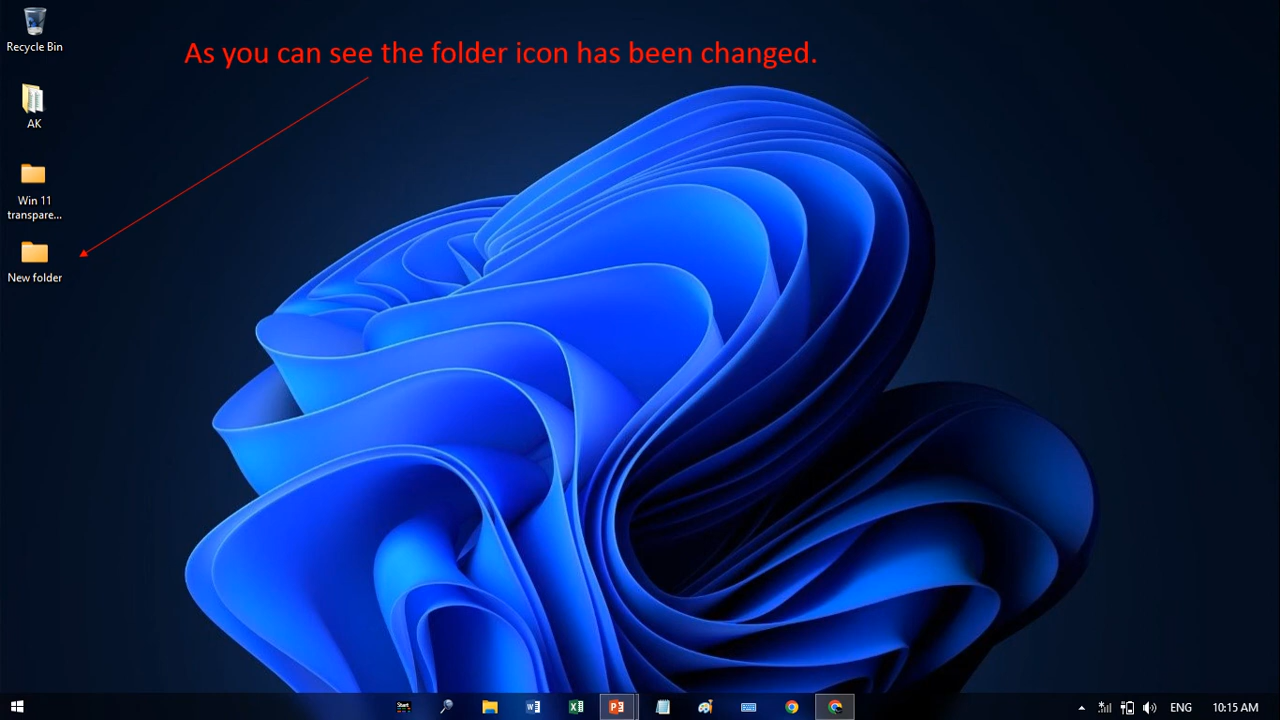 Recycle Bin
As you can see the folder icon has been changed.
AK
Win 11
transpare...
New folder
Start
ENG
10:15 AM